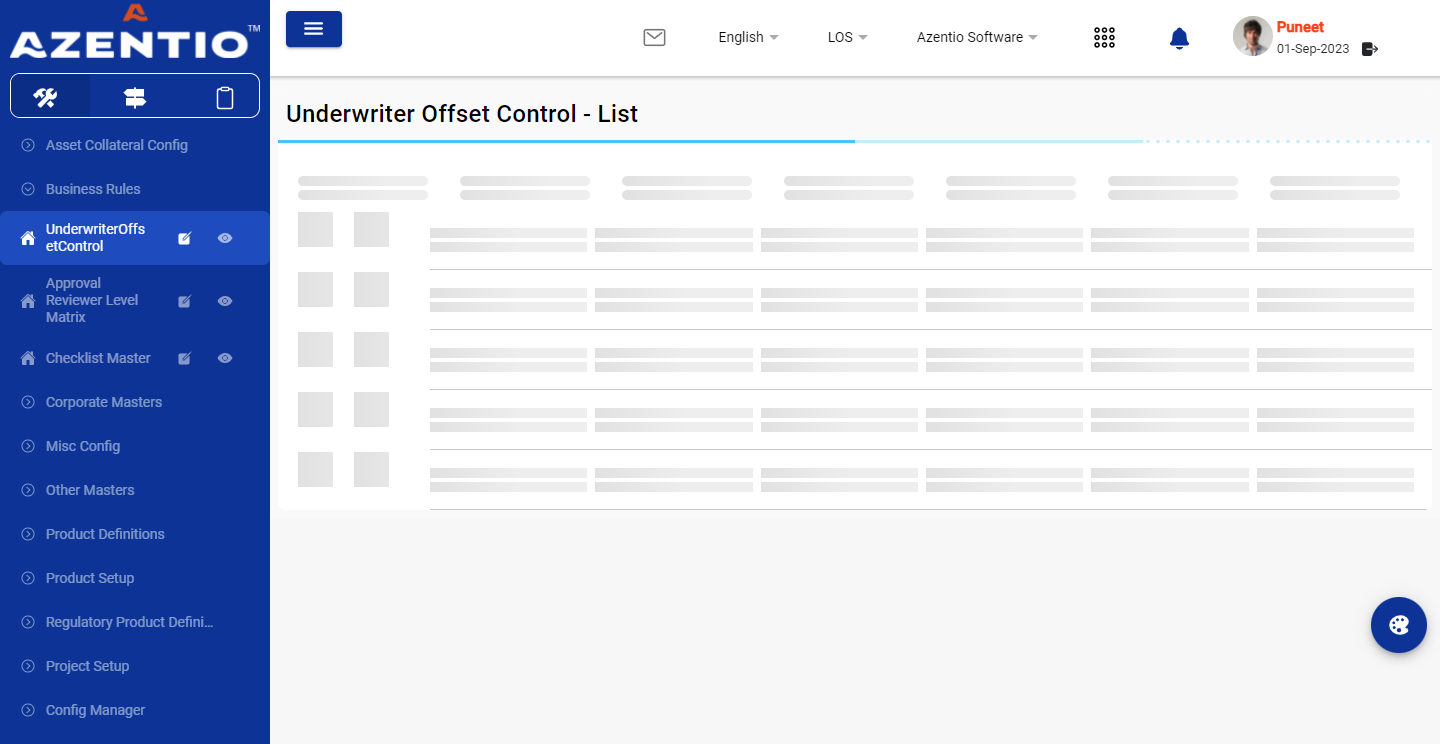 AZENTIO™
English
LOS
Azentio Software
Puneet
01-Sep-2023
Underwriter Offset Control - List
Asset Collateral Config
Business Rules
UnderwriterOffs
etControl
Approval
Reviewer Level
Matrix
Checklist Master
Corporate Masters
Misc Config
Other Masters
Product Definitions
Product Setup
Regulatory Product Defini...
Project Setup
Config Manager